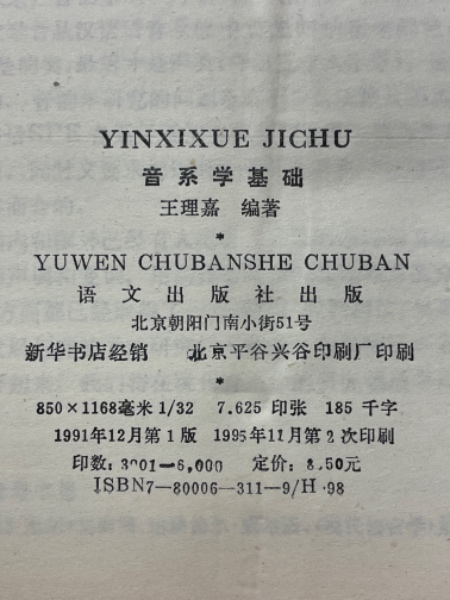 YINXIXUE JICHU
音系学基础
王理嘉 编著
*
YUWEN CHUBANSHE CHUBAN
语文出版社出版
北京朝阳门南小街51号
新华书店经销 北京平谷兴谷印刷厂印刷
*
850×1168毫米 1/32 7.625 印张 185 千字
1991年12月第1版 1995年11月第2次印刷
印数: 3001—6,000 定价: 8.50元
ISBN7—80006—311—9/H·98